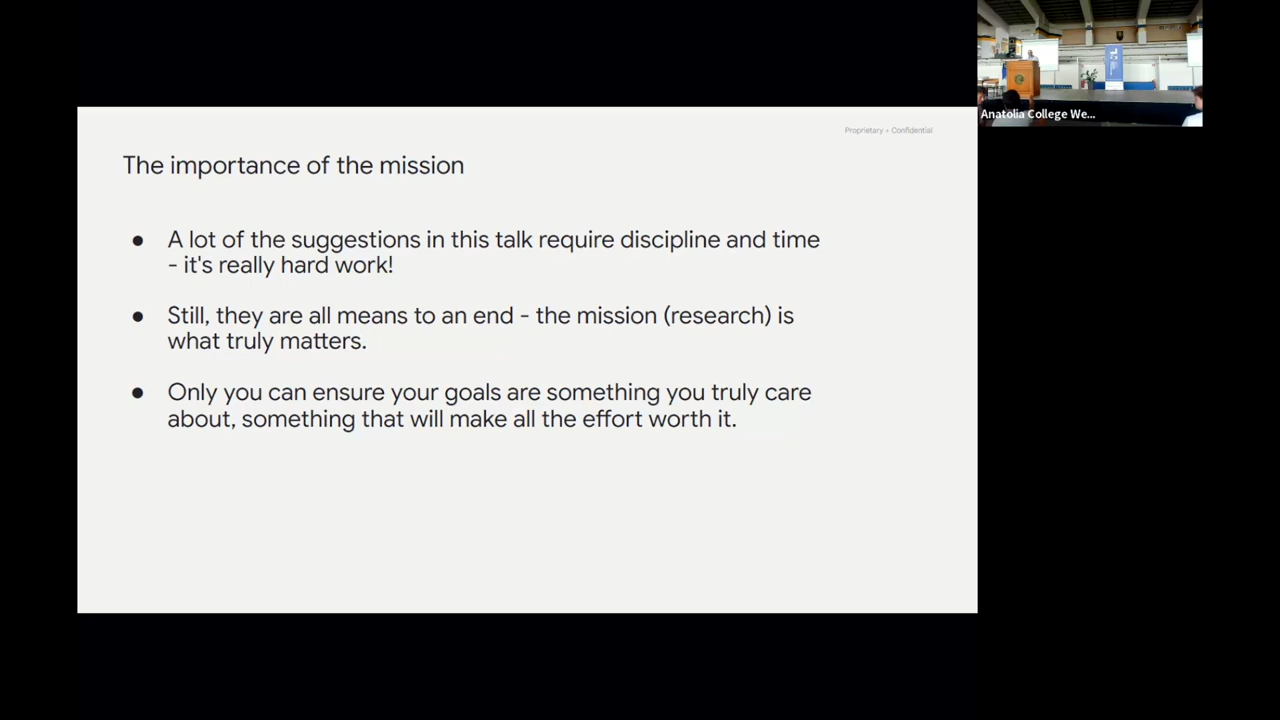 Proprietary + Confidential
The importance of the mission
● A lot of the suggestions in this talk require discipline and time
- it's really hard work!
● Still, they are all means to an end - the mission (research) is
what truly matters.
● Only you can ensure your goals are something you truly care
about, something that will make all the effort worth it.
Anatolia College We...